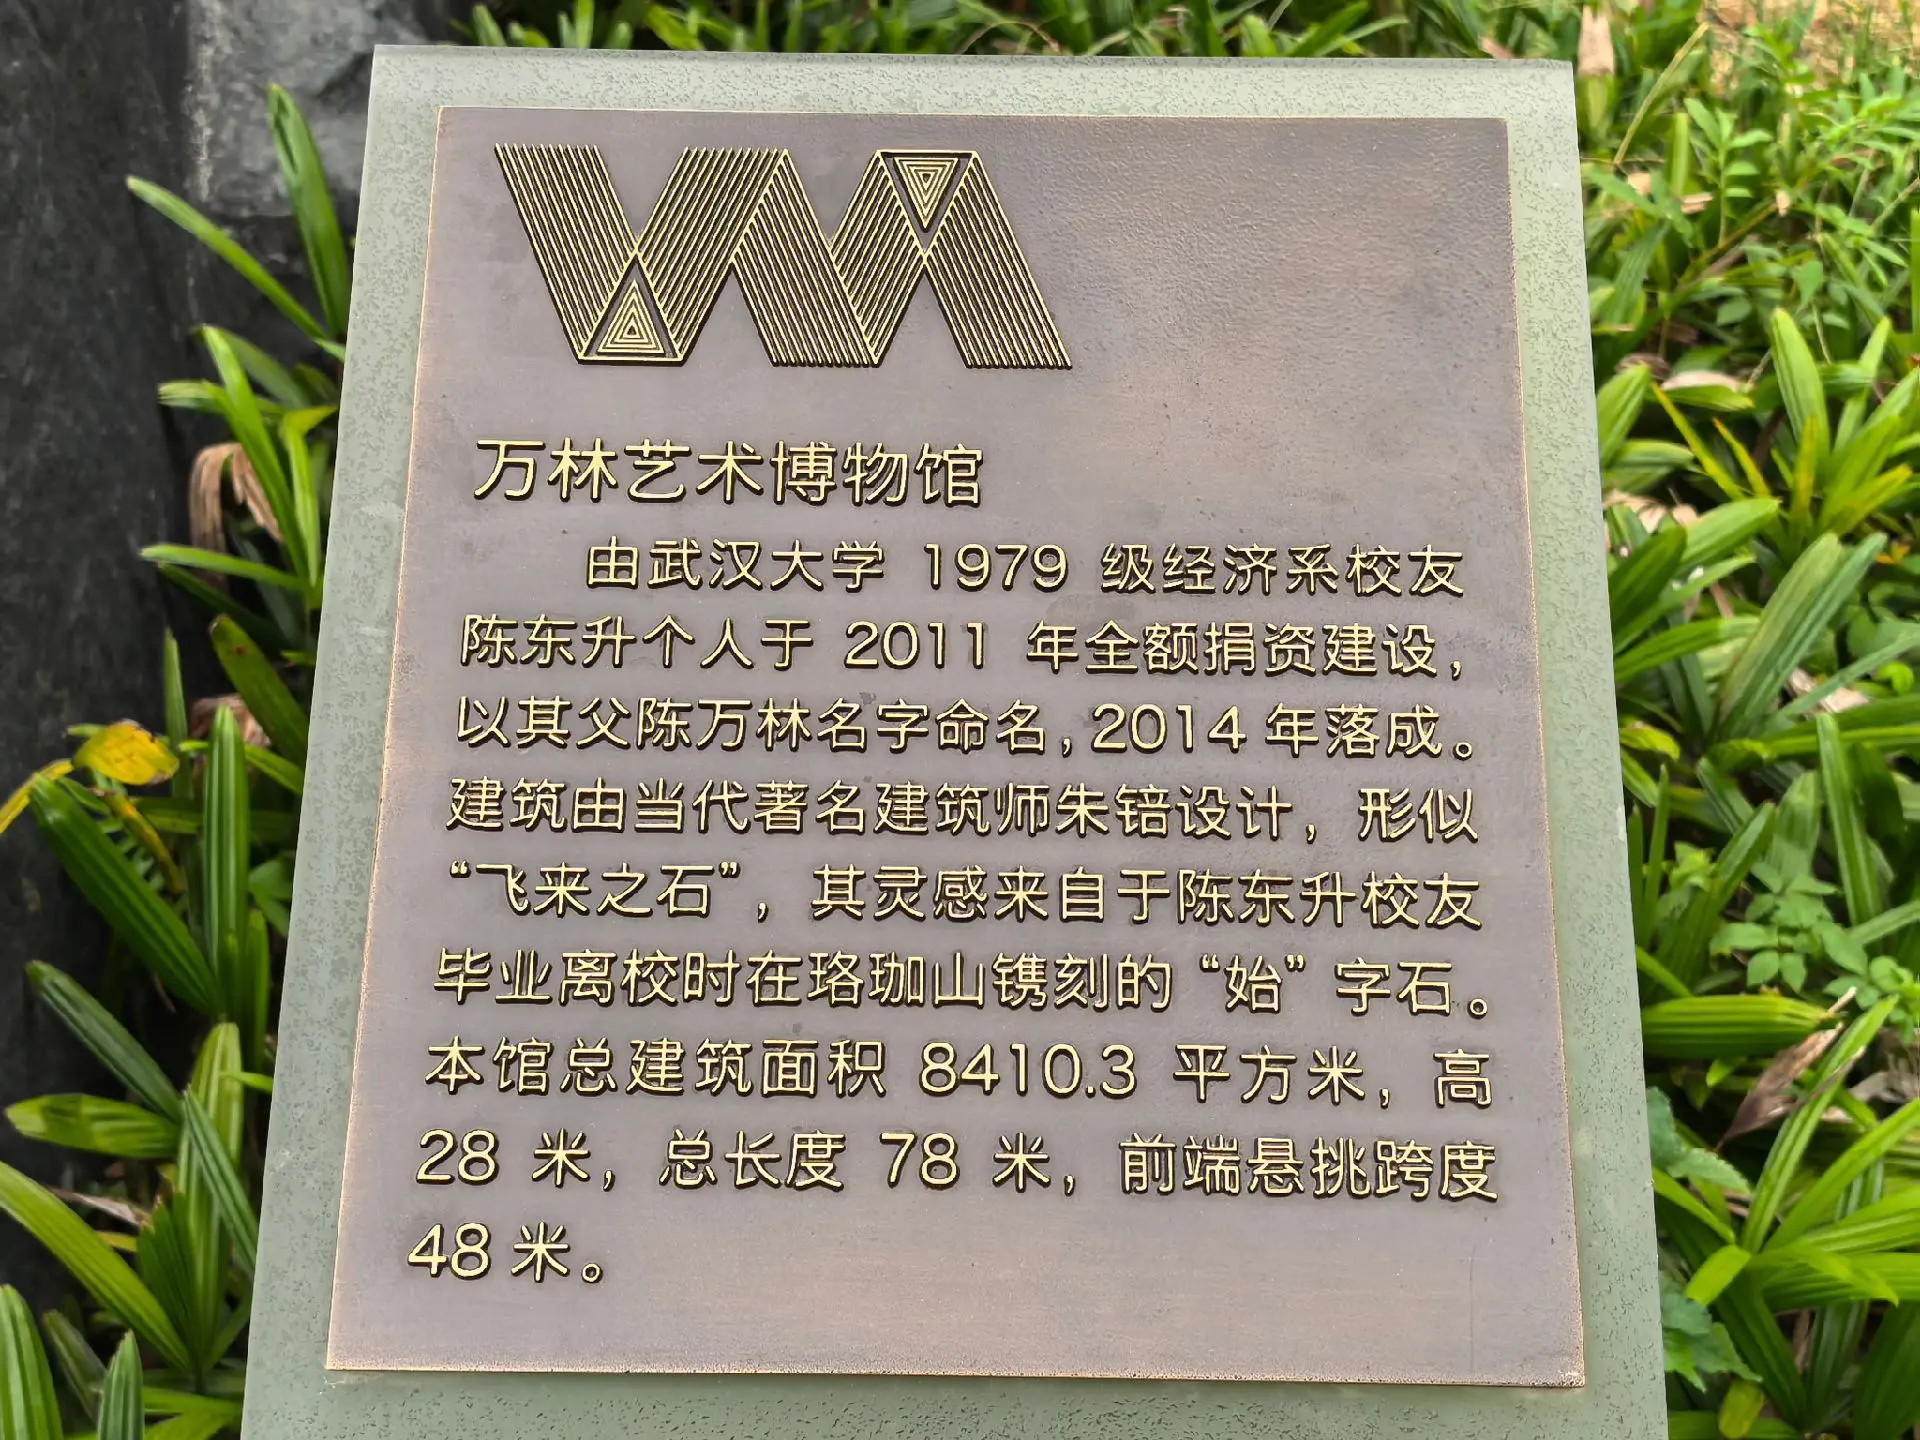 万林艺术博物馆
由武汉大学 1979 级经济系校友
陈东升个人于 2011 年全额捐资建设，
以其父陈万林名字命名，2014 年落成。
建筑由当代著名建筑师朱锫设计，形似
“飞来之石”，其灵感来自于陈东升校友
毕业离校时在珞珈山镌刻的“始”字石。
本馆总建筑面积 8410.3 平方米，高
28 米，总长度 78 米，前端悬挑跨度
48 米。